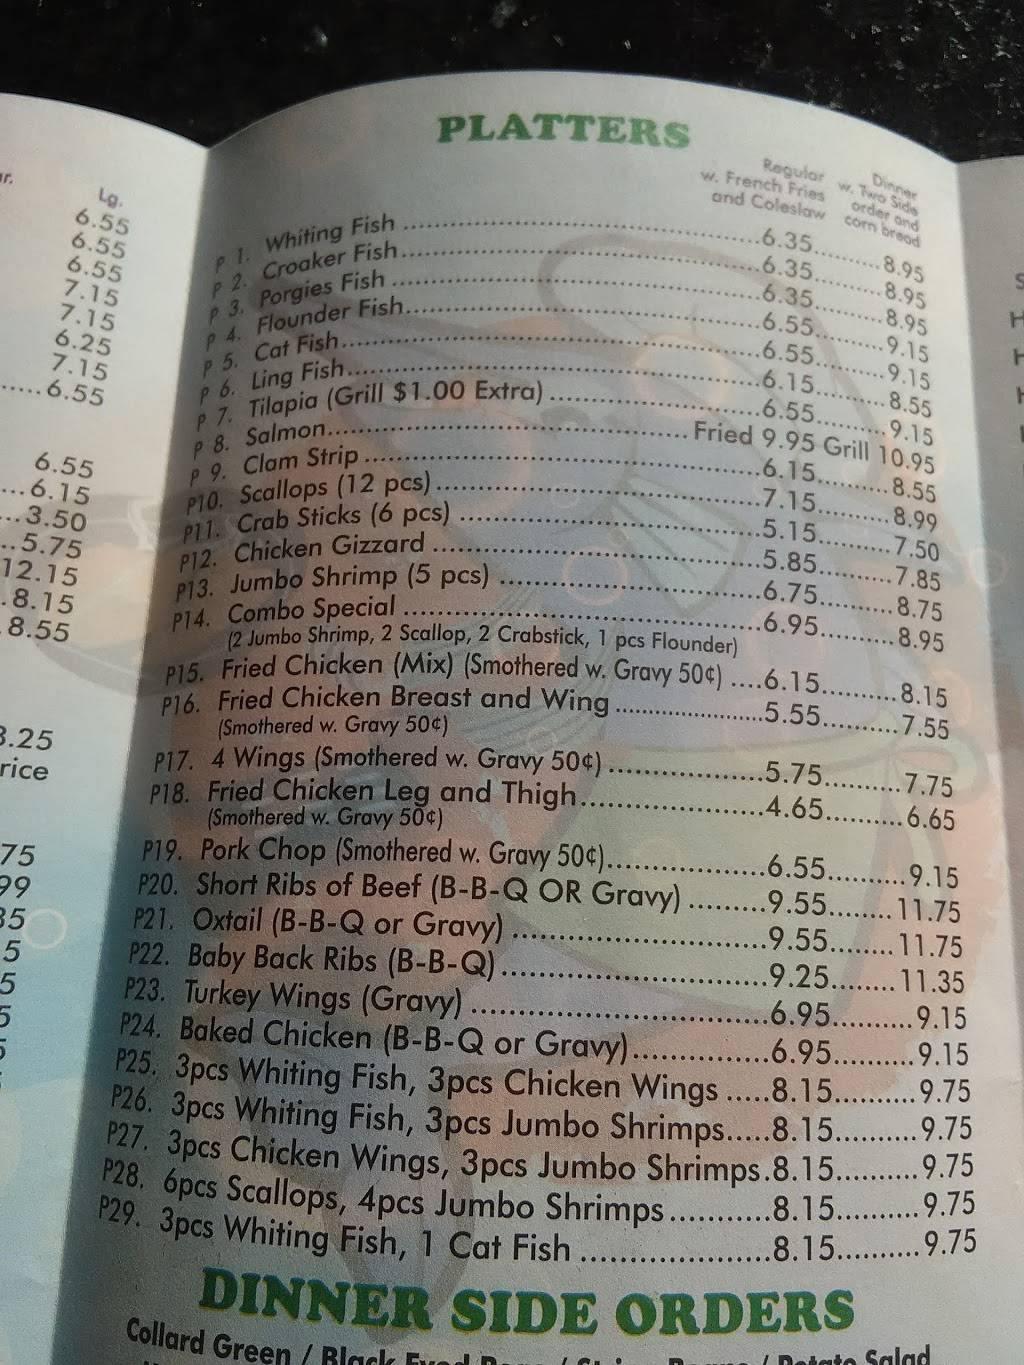 Lg.
6.55
6.55
6.55
7.15
7.15
6.25
7.15
.....6.55
6.55
...6.15
...3.50
..5.75
12.15
.8.15
.8.55
.25
rice
75
99
5
5
PLATTERS
Regular w. French Fries and Coleslaw
Dinner w. Two Side order and corn bread
P 1. Whiting Fish ..........6.35..........8.95
P 2. Croaker Fish..........6.35..........8.95
P 3. Porgies Fish ..........6.35..........8.95
P 4. Flounder Fish..........6.55..........9.15
P 5. Cat Fish..........6.55..........9.15
P 6. Ling Fish..........6.15..........8.55
P 7. Tilapia (Grill $1.00 Extra) ..........6.55..........9.15
P 8. Salmon..........Fried 9.95 Grill 10.95
P 9. Clam Strip ..........6.15..........8.55
P10. Scallops (12 pcs)..........7.15..........8.99
P11. Crab Sticks (6 pcs) ..........5.15..........7.50
P12. Chicken Gizzard ..........5.85..........7.85
P13. Jumbo Shrimp (5 pcs) ..........6.75..........8.75
P14. Combo Special ..........6.95..........8.95
(2 Jumbo Shrimp, 2 Scallop, 2 Crabstick, 1 pcs Flounder)
P15. Fried Chicken (Mix) (Smothered w. Gravy 50¢) ....6.15..........8.15
P16. Fried Chicken Breast and Wing ..........5.55..........7.55
(Smothered w. Gravy 50¢)
P17. 4 Wings (Smothered w. Gravy 50¢) ..........5.75..........7.75
P18. Fried Chicken Leg and Thigh..........4.65..........6.65
(Smothered w. Gravy 50¢)
P19. Pork Chop (Smothered w. Gravy 50¢)..........6.55..........9.15
P20. Short Ribs of Beef (B-B-Q OR Gravy) .........9.55........11.75
P21. Oxtail (B-B-Q or Gravy) ..........9.55........11.75
P22. Baby Back Ribs (B-B-Q)..........9.25........11.35
P23. Turkey Wings (Gravy) ..........6.95..........9.15
P24. Baked Chicken (B-B-Q or Gravy)..........6.95..........9.15
P25. 3pcs Whiting Fish, 3pcs Chicken Wings .....8.15..........9.75
P26. 3pcs Whiting Fish, 3pcs Jumbo Shrimps.....8.15..........9.75
P27. 3pcs Chicken Wings, 3pcs Jumbo Shrimps.8.15..........9.75
P28. 6pcs Scallops, 4pcs Jumbo Shrimps..........8.15..........9.75
P29. 3pcs Whiting Fish, 1 Cat Fish ..........8.15..........9.75
DINNER SIDE ORDERS
Collard Green / Black Eyed Peas / String Beans / Potato Salad